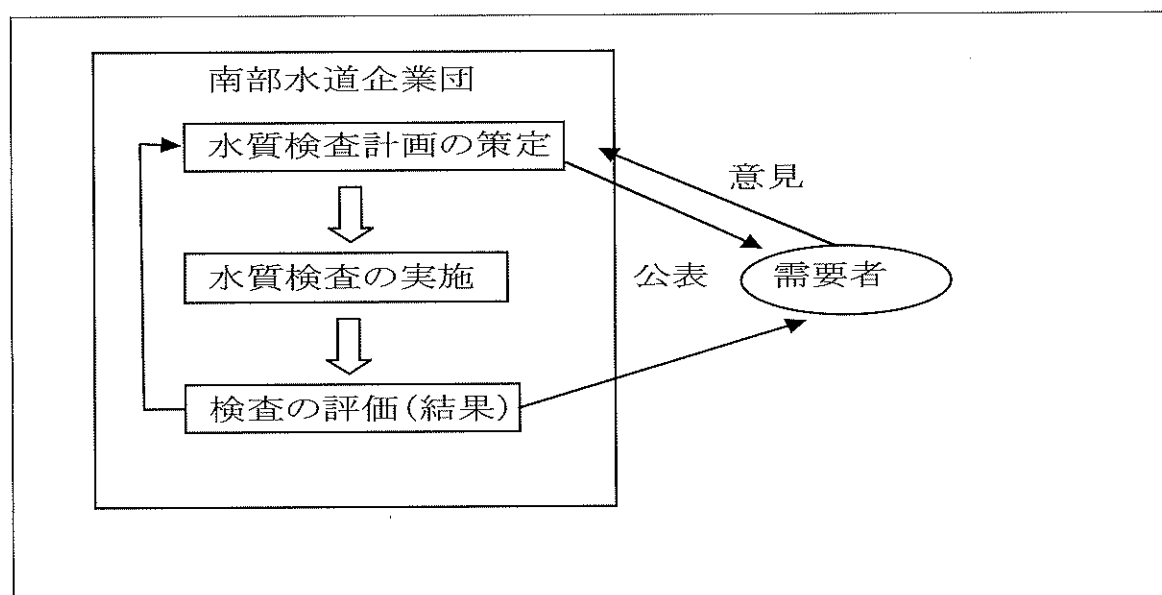 南部水道企業団
水質検査計画の策定
意見
水質検査の実施
公表
需要者
検査の評価(結果)